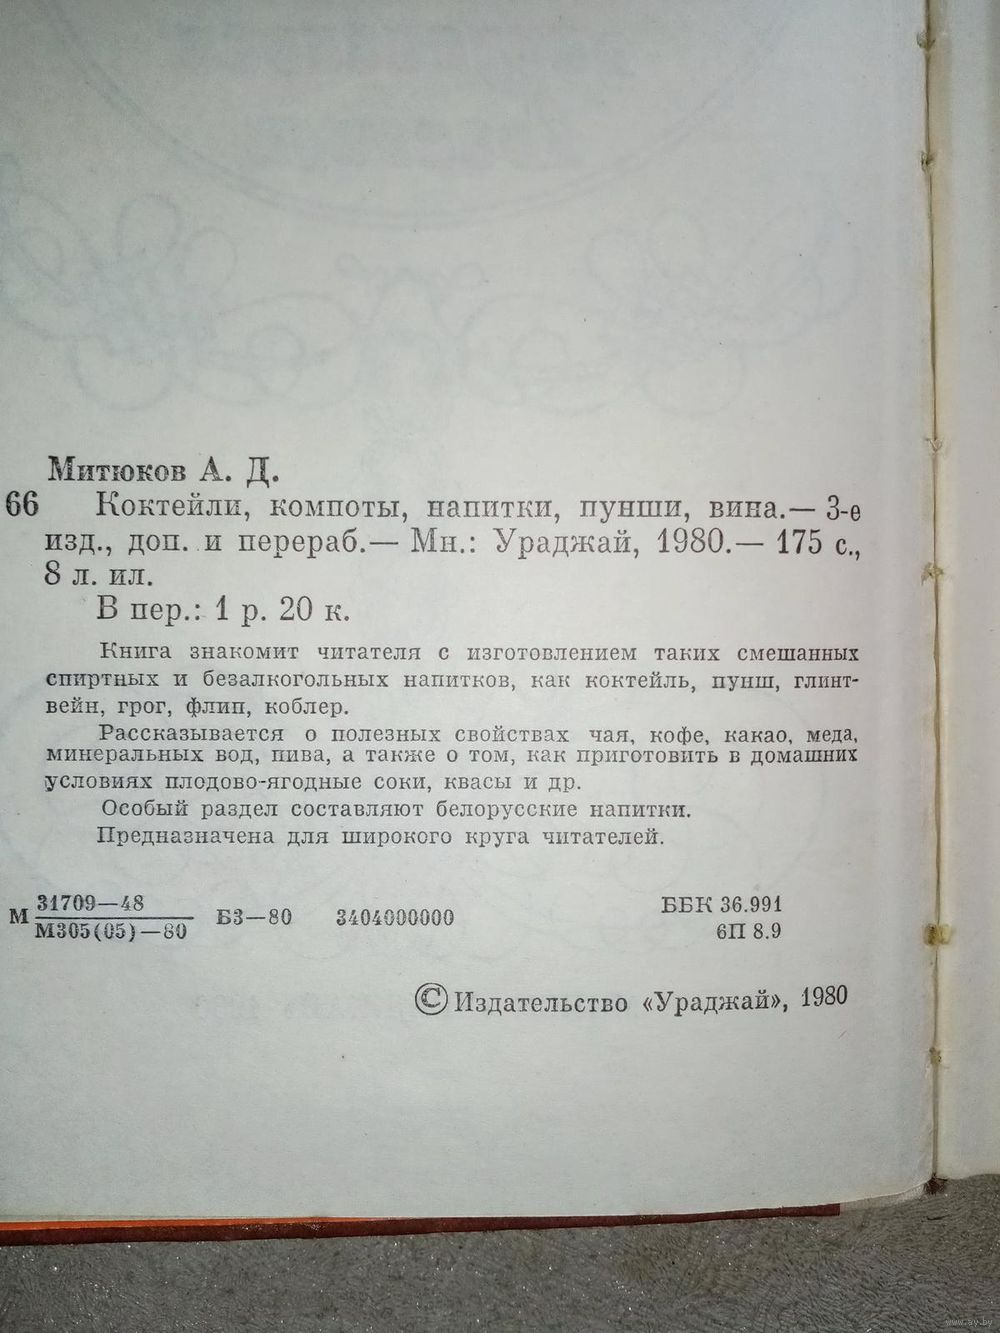 Митюков А. Д.
66 Коктейли, компоты, напитки, пунши, вина.— 3-е
изд., доп. и перераб.— Мн.: Ураджай, 1980.— 175 с.,
8 л. ил.
В пер.: 1 р. 20 к.
Книга знакомит читателя с изготовлением таких смешанных
спиртных и безалкогольных напитков, как коктейль, пунш, глинт-
вейн, грог, флип, коблер.
Рассказывается о полезных свойствах чая, кофе, какао, меда,
минеральных вод, пива, а также о том, как приготовить в домашних
условиях плодово-ягодные соки, квасы и др.
Особый раздел составляют белорусские напитки.
Предназначена для широкого круга читателей.
М 31709—48
М305(05)—80 БЗ—80 3404000000
ББК 36.991
6П 8.9
© Издательство «Ураджай», 1980
www.ay.by